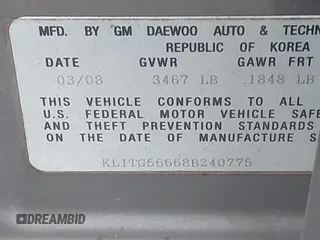 MFD. BY GM DAEWOO AUTO & TECHN
REPUBLIC OF KOREA
DATE GVWR GAWR FRT
03/08 3467 LB 1848 LB
THIS VEHICLE CONFORMS TO ALL
U.S. FEDERAL MOTOR VEHICLE SAFE
AND THEFT PREVENTION STANDARDS
ON THE DATE OF MANUFACTURE S
KL1TG56668B240775
DREAMBID